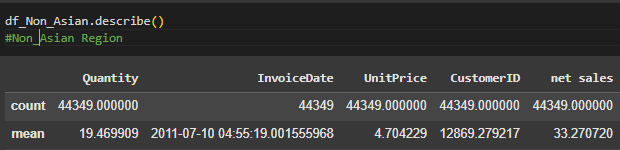 df_Non_Asian.describe()
#Non_Asian Region
Quantity InvoiceDate UnitPrice CustomerID net sales
count 44349.000000 44349 44349.000000 44349.000000 44349.000000
mean 19.469909 2011-07-10 04:55:19.001555968 4.704229 12869.279217 33.270720